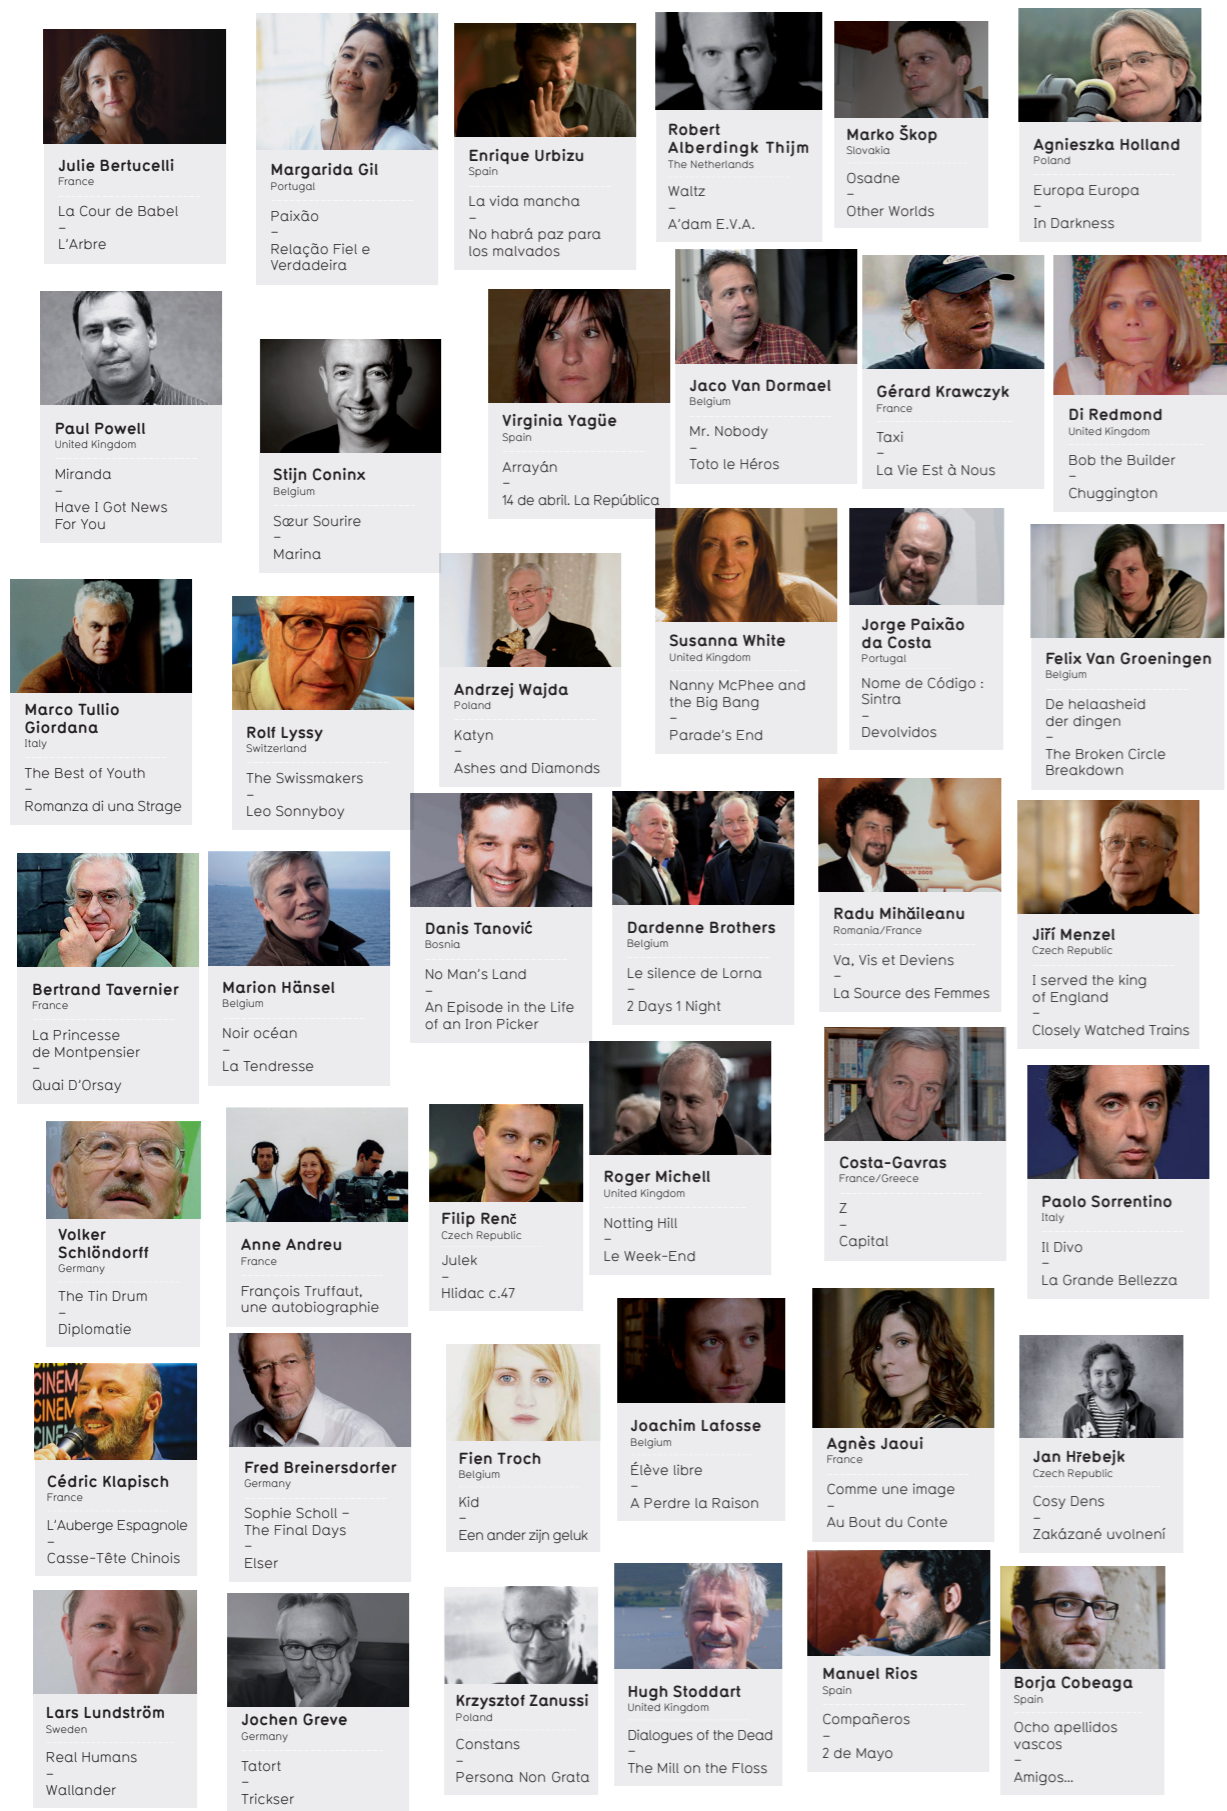 Julie Bertucelli
France
La Cour de Babel
–
L'Arbre
Margarida Gil
Portugal
Paixão
–
Relação Fiel e
Verdadeira
Enrique Urbizu
Spain
La vida mancha
–
No habrá paz para
los malvados
Robert
Alberdingk Thijm
The Netherlands
Waltz
–
A'dam E.V.A.
Marko Škop
Slovakia
Osadne
–
Other Worlds
Agnieszka Holland
Poland
Europa Europa
–
In Darkness
Paul Powell
United Kingdom
Miranda
–
Have I Got News
For You
Stijn Coninx
Belgium
Sœur Sourire
–
Marina
Virginia Yagüe
Spain
Arrayán
–
14 de abril. La República
Jaco Van Dormael
Belgium
Mr. Nobody
–
Toto le Héros
Gérard Krawczyk
France
Taxi
–
La Vie Est à Nous
Di Redmond
United Kingdom
Bob the Builder
–
Chuggington
Marco Tullio
Giordana
Italy
The Best of Youth
–
Romanza di una Strage
Rolf Lyssy
Switzerland
The Swissmakers
–
Leo Sonnyboy
Andrzej Wajda
Poland
Katyn
–
Ashes and Diamonds
Susanna White
United Kingdom
Nanny McPhee and
the Big Bang
–
Parade's End
Jorge Paixão
da Costa
Portugal
Nome de Código :
Sintra
–
Devolvidos
Felix Van Groeningen
Belgium
De helaasheid
der dingen
–
The Broken Circle
Breakdown
Bertrand Tavernier
France
La Princesse
de Montpensier
–
Quai D'Orsay
Marion Hänsel
Belgium
Noir océan
–
La Tendresse
Danis Tanović
Bosnia
No Man's Land
–
An Episode in the Life
of an Iron Picker
Dardenne Brothers
Belgium
Le silence de Lorna
–
2 Days 1 Night
Radu Mihăileanu
Romania/France
Va, Vis et Deviens
–
La Source des Femmes
Jiří Menzel
Czech Republic
I served the king
of England
–
Closely Watched Trains
Volker
Schlöndorff
Germany
The Tin Drum
–
Diplomatie
Anne Andreu
France
François Truffaut,
une autobiographie
Filip Renč
Czech Republic
Julek
–
Hlidac c.47
Roger Michell
United Kingdom
Notting Hill
–
Le Week-End
Costa-Gavras
France/Greece
Z
–
Capital
Paolo Sorrentino
Italy
Il Divo
–
La Grande Bellezza
CINEM
CINEM
Cédric Klapisch
France
L'Auberge Espagnole
–
Casse-Tête Chinois
Fred Breinersdorfer
Germany
Sophie Scholl –
The Final Days
–
Elser
Fien Troch
Belgium
Kid
–
Een ander zijn geluk
Joachim Lafosse
Belgium
Élève libre
–
A Perdre la Raison
Agnès Jaoui
France
Comme une image
–
Au Bout du Conte
Jan Hřebejk
Czech Republic
Cosy Dens
–
Zakázané uvolnení
Lars Lundström
Sweden
Real Humans
–
Wallander
Jochen Greve
Germany
Tatort
–
Trickser
Krzysztof Zanussi
Poland
Constans
–
Persona Non Grata
Hugh Stoddart
United Kingdom
Dialogues of the Dead
–
The Mill on the Floss
Manuel Rios
Spain
Compañeros
–
2 de Mayo
Borja Cobeaga
Spain
Ocho apellidos
vascos
–
Amigos...